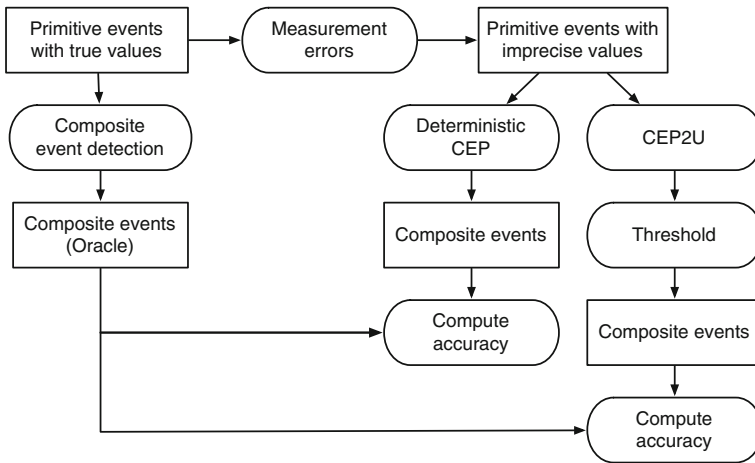 Primitive events
with true values
Measurement
errors
Primitive events with
imprecise values
Composite
event detection
Deterministic
CEP
CEP2U
Composite events
(Oracle)
Composite events
Threshold
Compute
accuracy
Composite events
Compute
accuracy